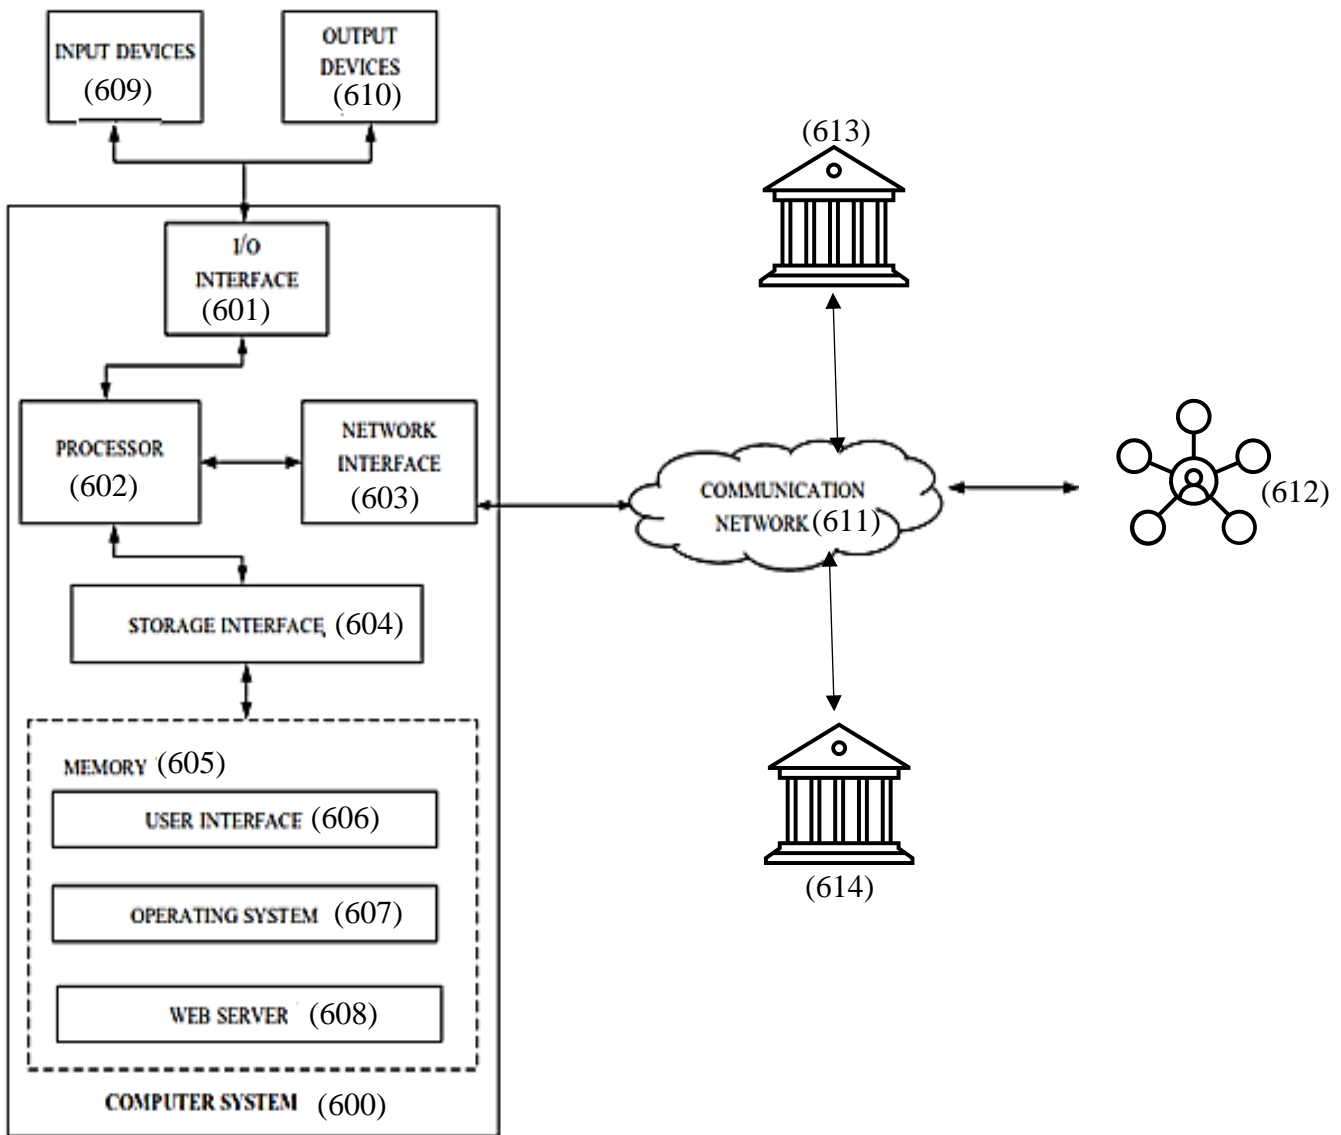 INPUT DEVICES
(609)
OUTPUT
DEVICES
(610)
(613)
I/O
INTERFACE
(601)
PROCESSOR
(602)
NETWORK
INTERFACE
(603)
COMMUNICATION
NETWORK (611)
(612)
STORAGE INTERFACE, (604)
MEMORY (605)
USER INTERFACE (606)
OPERATING SYSTEM (607)
WEB SERVER (608)
(614)
COMPUTER SYSTEM (600)